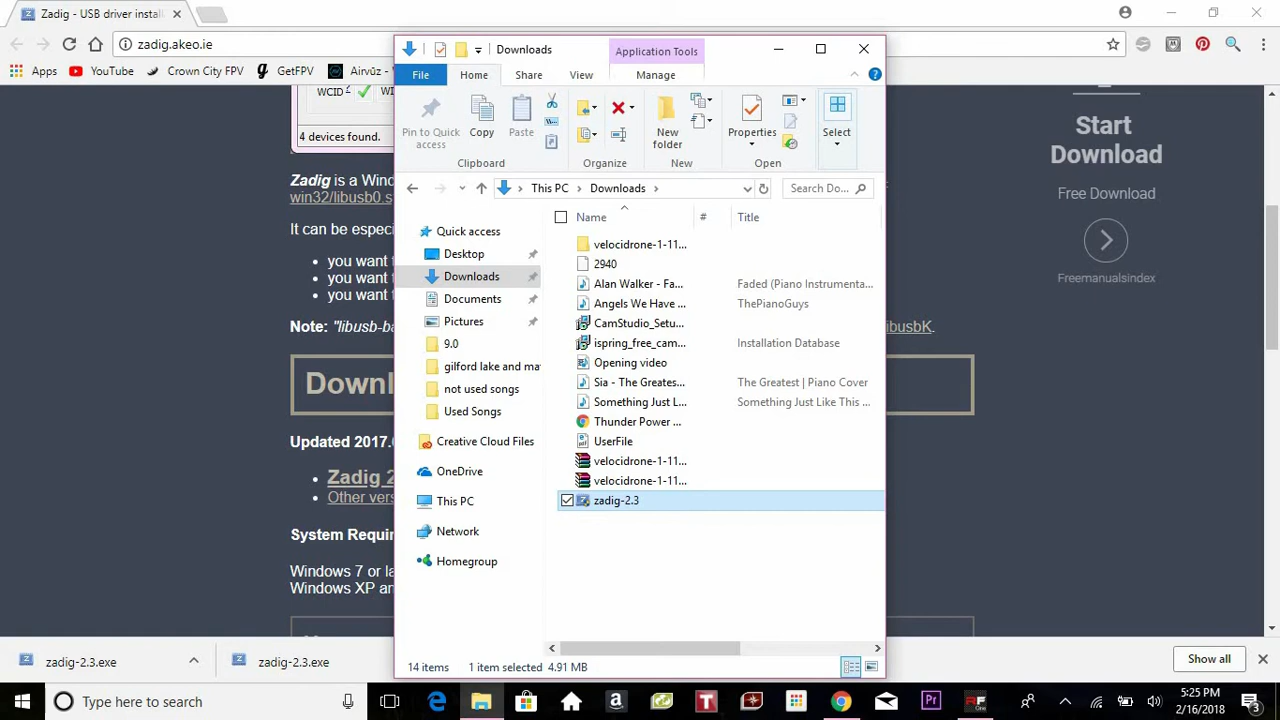 Zadig - USB driver instal
zadig.akeo.ie
Apps
YouTube
Crown City FPV
GetFPV
Airvūz -
WCID
WI
4 devices found.
Zadig is a Wind
win32/libusb0.s
It can be especi
you want t
you want t
you want t
Note: "libusb-ba
ibusbK.
Downl
Updated 2017.
Zadig 2
Other vers
System Requir
Windows 7 or la
Windows XP an
Start
Download
Free Download
Freemanualsindex
Downloads
Application Tools
File
Home
Share
View
Manage
Pin to Quick
access
Copy
Paste
Clipboard
Organize
New
folder
New
Properties
Open
Select
This PC
Downloads
Search Do...
Name
#
Title
Quick access
Desktop
Downloads
Documents
Pictures
9.0
gilford lake and ma
not used songs
Used Songs
Creative Cloud Files
OneDrive
This PC
Network
Homegroup
velocidrone-1-11...
2940
Alan Walker - Fa...
Faded (Piano Instrumenta...
Angels We Have ...
ThePianoGuys
CamStudio_Setu...
ispring_free_cam...
Installation Database
Opening video
Sia - The Greates...
The Greatest | Piano Cover
Something Just L...
Something Just Like This ...
Thunder Power ...
UserFile
velocidrone-1-11...
velocidrone-1-11...
zadig-2.3
14 items
1 item selected 4.91 MB
zadig-2.3.exe
zadig-2.3.exe
Show all
Type here to search
5:25 PM
2/16/2018
3